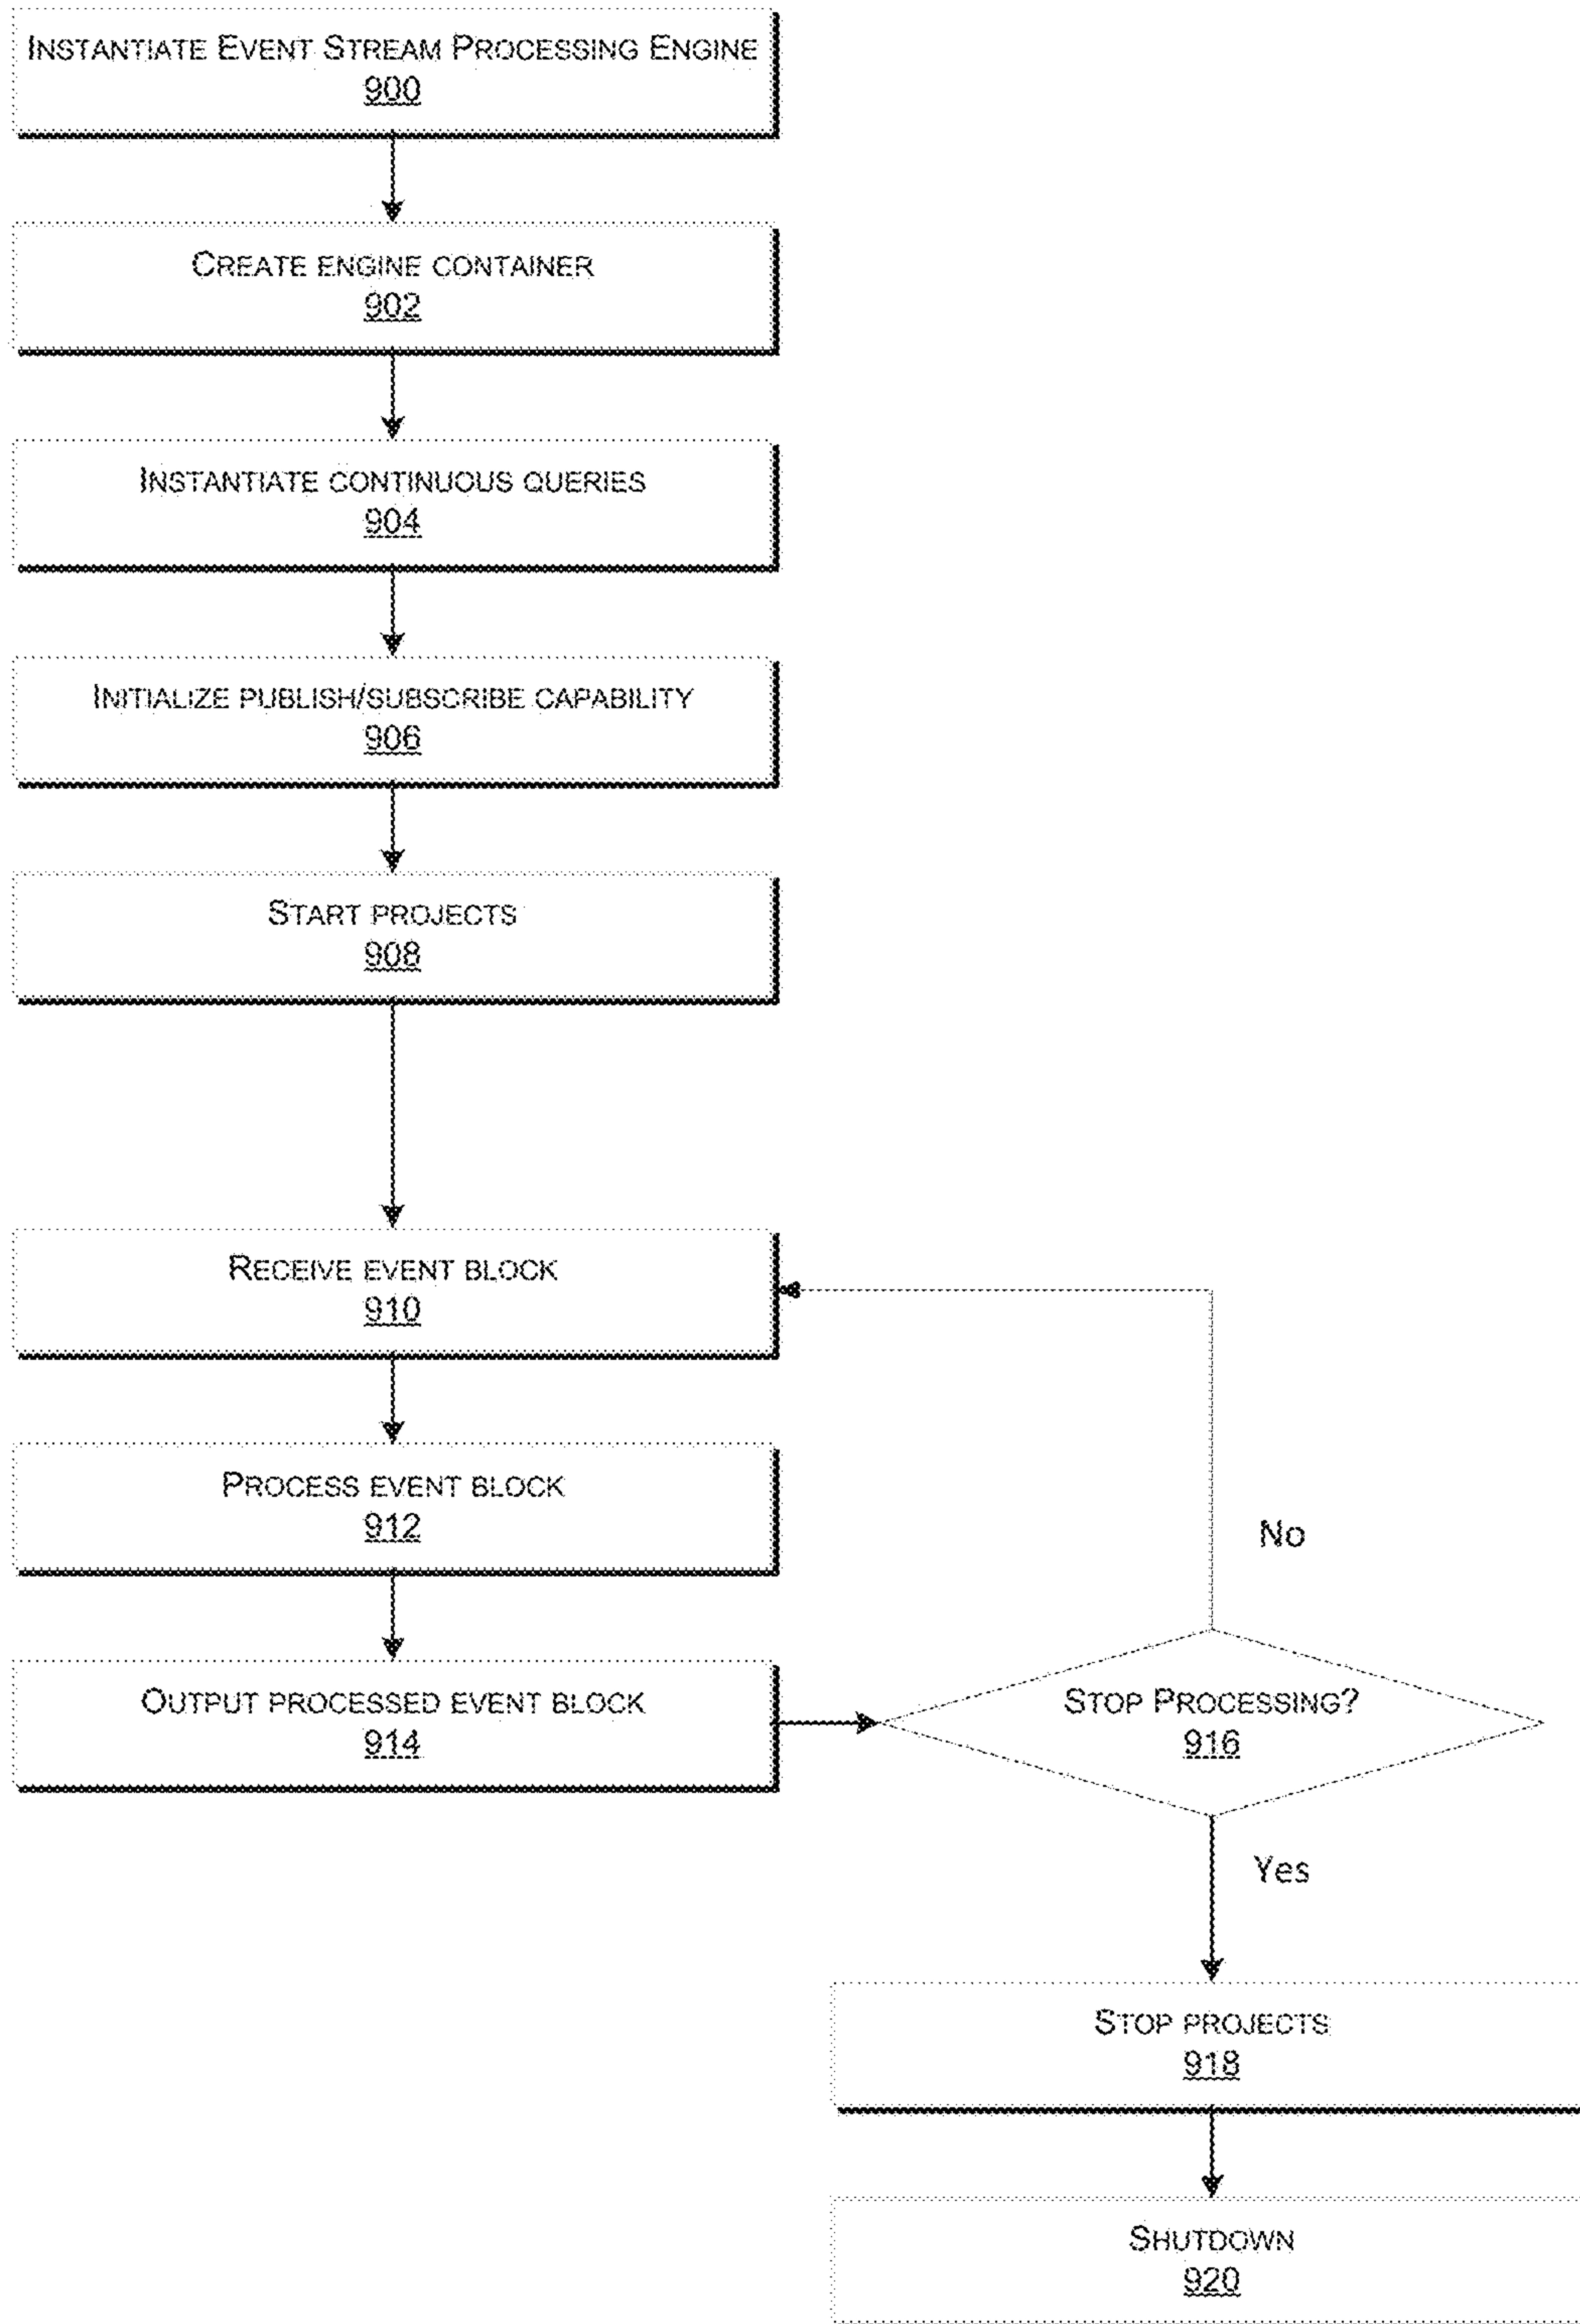 INSTANTIATE EVENT STREAM PROCESSING ENGINE
900
CREATE ENGINE CONTAINER
902
INSTANTIATE CONTINUOUS QUERIES
904
INITIALIZE PUBLISH/SUBSCRIBE CAPABILITY
906
START PROJECTS
908
RECEIVE EVENT BLOCK
910
PROCESS EVENT BLOCK
912
No
OUTPUT PROCESSED EVENT BLOCK
914
STOP PROCESSING?
916
Yes
STOP PROJECTS
918
SHUTDOWN
920